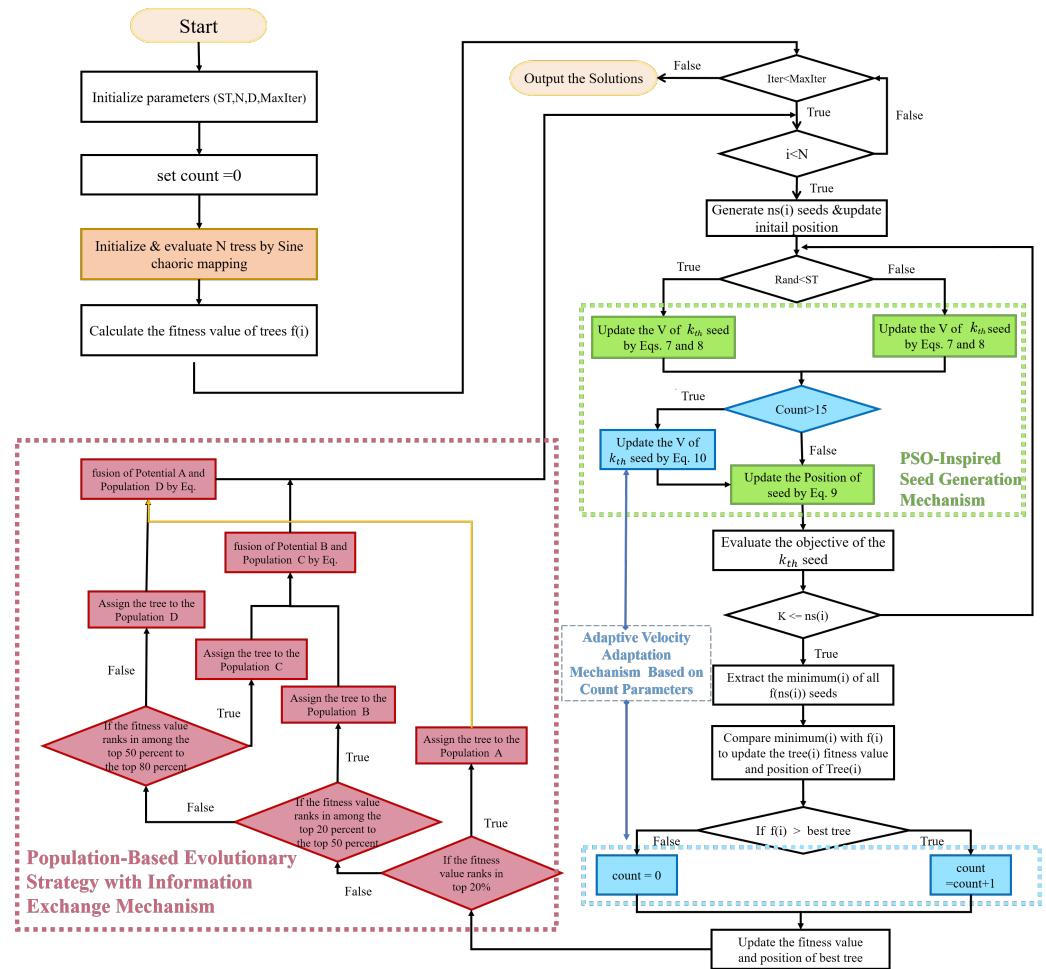 Start
Initialize parameters (ST,N,D,MaxIter)
set count =0
Initialize & evaluate N tress by Sine
chaoric mapping
Calculate the fitness value of trees f(i)
Output the Solutions
False
Iter<MaxIter
True
False
i<N
True
Generate ns(i) seeds &update
initail position
True
Rand<ST
False
Update the V of kth seed
by Eqs. 7 and 8
Update the V of kth seed
by Eqs. 7 and 8
True
Count>15
False
Update the V of
kth seed by Eq. 10
Update the Position of
seed by Eq. 9
PSO-Inspired
Seed Generation
Mechanism
Evaluate the objective of the
kth seed
K <= ns(i)
True
Adaptive Velocity
Adaptation
Mechanism Based on
Count Parameters
Extract the minimum(i) of all
f(ns(i)) seeds
Compare minimum(i) with f(i)
to update the tree(i) fitness value
and position of Tree(i)
If f(i) > best tree
False
True
count = 0
count
=count+1
Update the fitness value
and position of best tree
fusion of Potential A and
Population D by Eq.
fusion of Potential B and
Population C by Eq.
Assign the tree to the
Population D
Assign the tree to the
Population C
Assign the tree to the
Population B
Assign the tree to the
Population A
False
True
True
True
If the fitness value
ranks in among the
top 50 percent to
the top 80 percent
False
If the fitness value
ranks in among the
top 20 percent to
the top 50 percent
False
If the fitness
value ranks in
top 20%
Population-Based Evolutionary
Strategy with Information
Exchange Mechanism